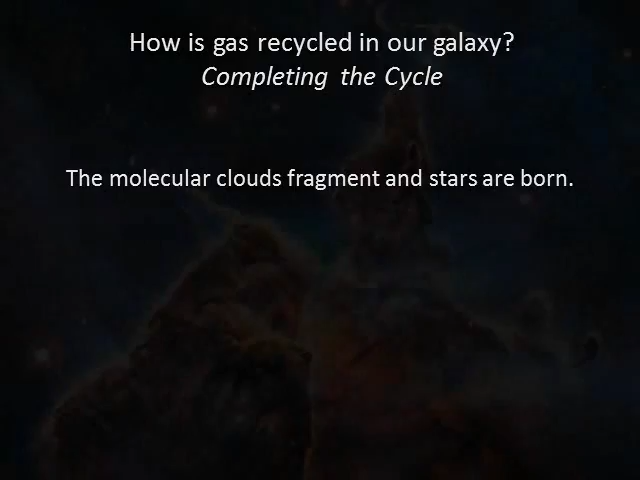 How is gas recycled in our galaxy?
Completing the Cycle
The molecular clouds fragment and stars are born.